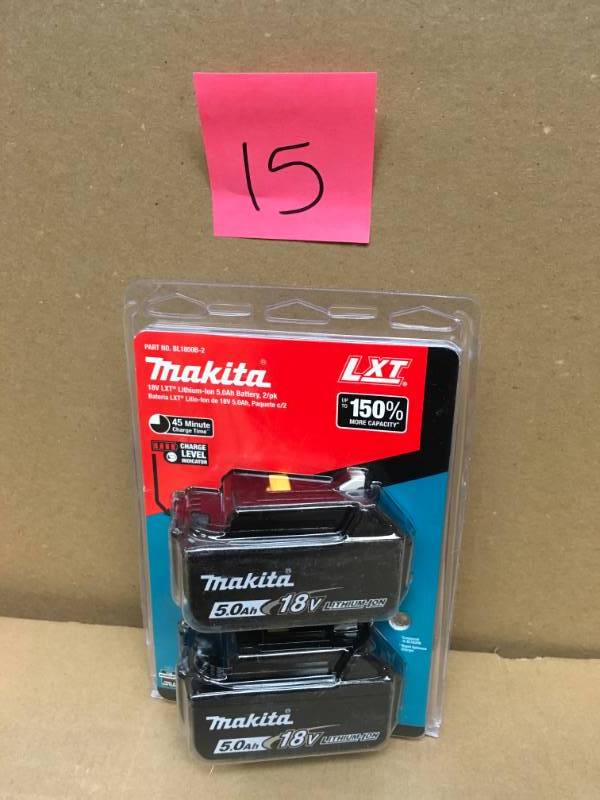 15
PART NO. BL1850B-2
makita®
LXT®
18V LXT® Lithium-Ion 5.0Ah Battery, 2/pk
Batería LXT® Litio-Ion de 18V 5.0Ah, Paquete c/2
UP TO 150%
MORE CAPACITY*
45 Minute
Charge Time*
CHARGE
LEVEL
INDICATOR
makita®
5.0Ah 18V LITHIUM-ION
makita®
5.0Ah 18V LITHIUM-ION